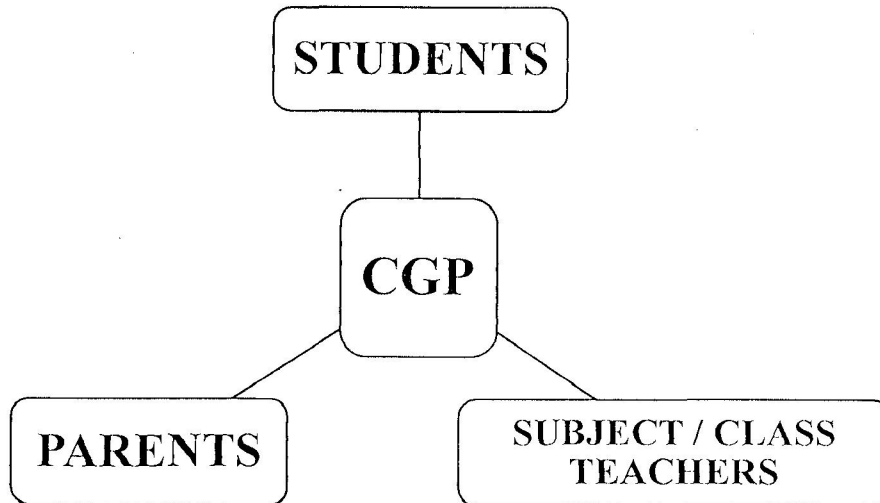 STUDENTS
CGP
PARENTS
SUBJECT / CLASS
TEACHERS